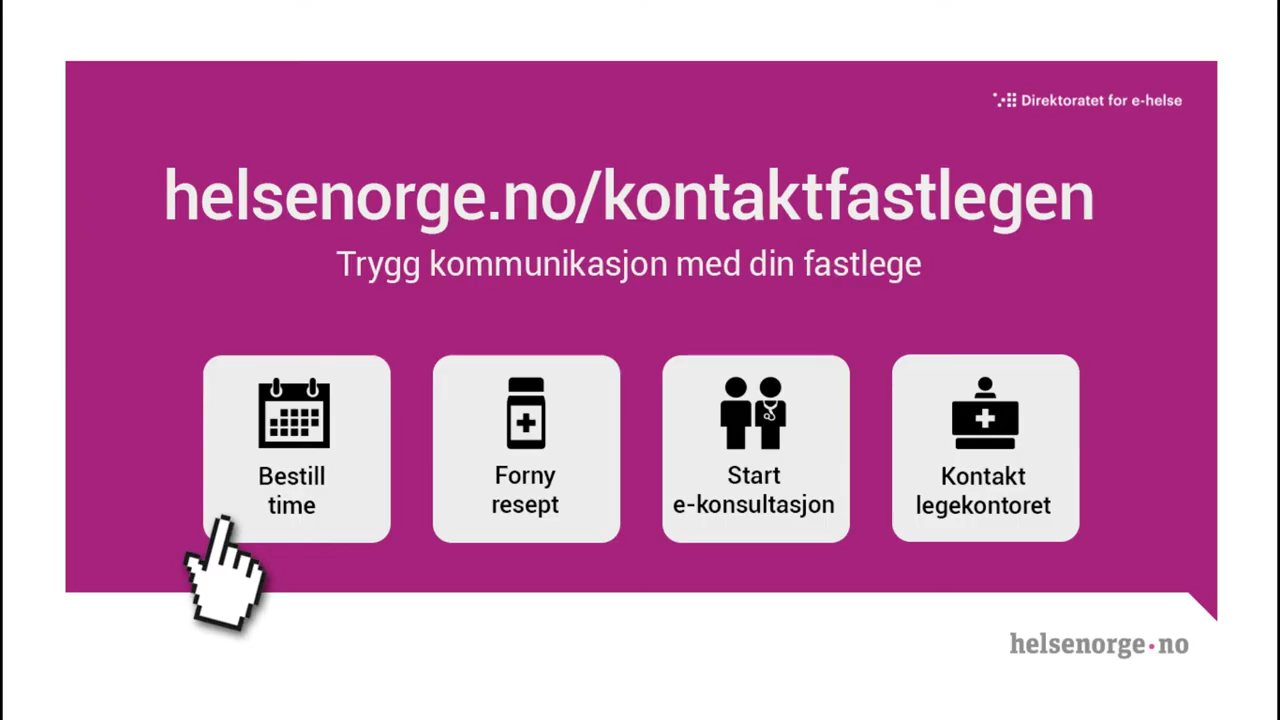 Direktoratet for e-helse
helsenorge.no/kontaktfastlegen
Trygg kommunikasjon med din fastlege
Bestill
time
Forny
resept
Start
e-konsultasjon
Kontakt
legekontoret
helsenorge.no